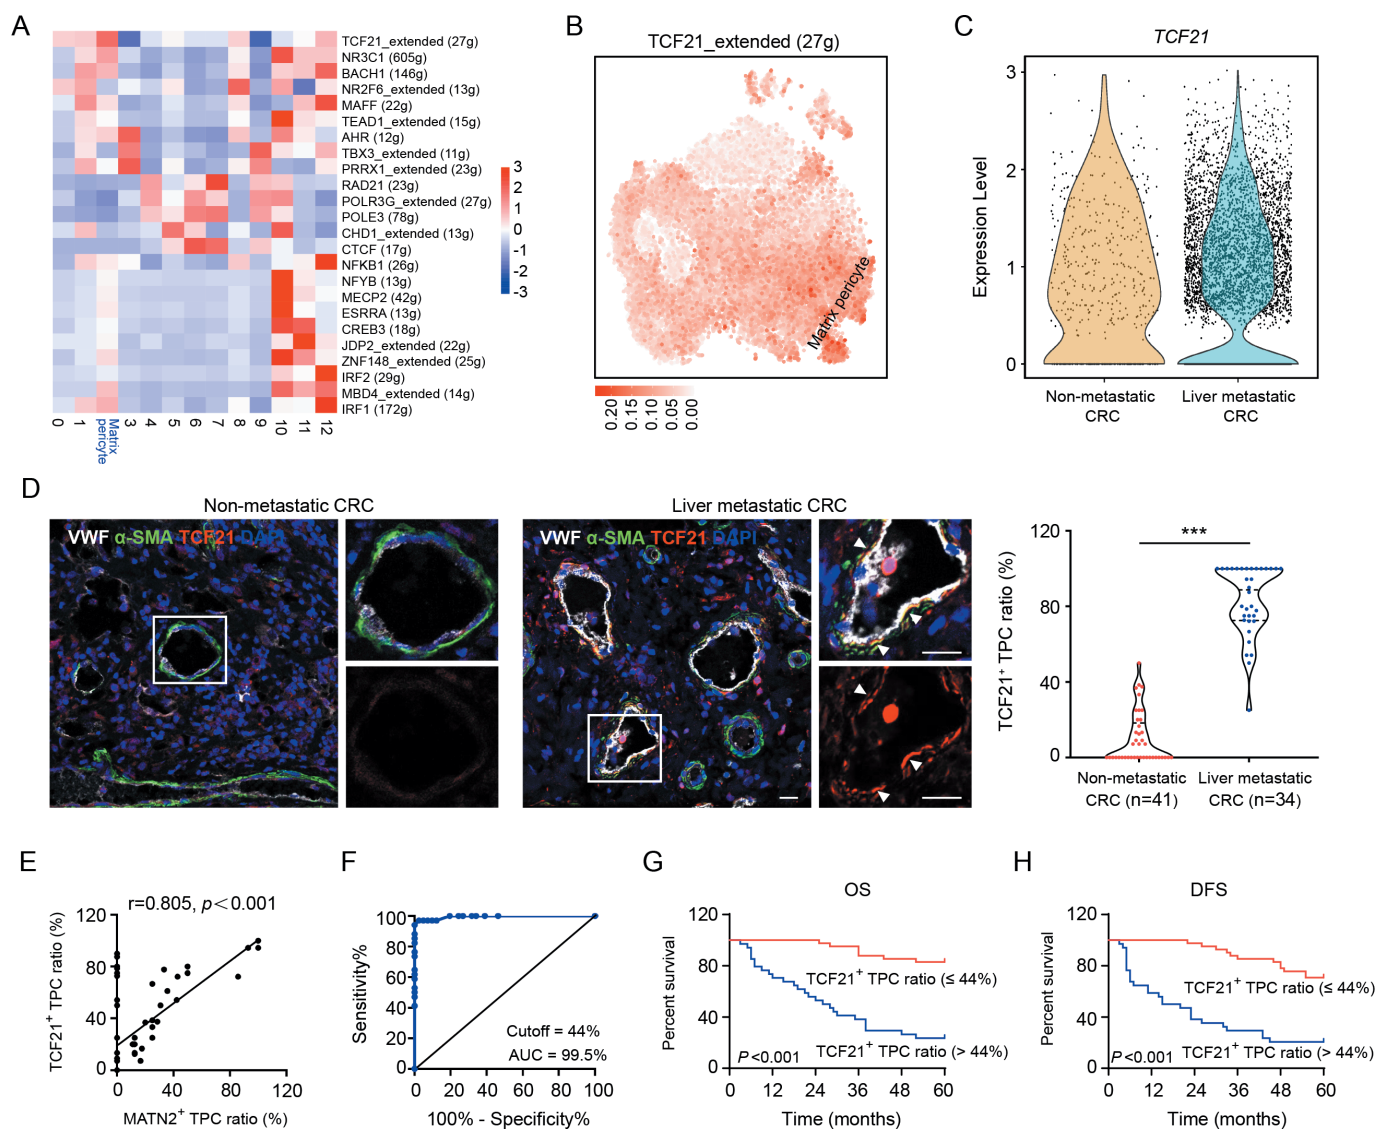 A
TCF21_extended (27g)
NR3C1 (605g)
BACH1 (146g)
NR2F6_extended (13g)
MAFF (22g)
TEAD1_extended (15g)
AHR (12g)
TBX3_extended (11g)
PRRX1_extended (23g)
RAD21 (23g)
POLR3G_extended (27g)
POLE3 (78g)
CHD1_extended (13g)
CTCF (17g)
NFKB1 (26g)
NFYB (13g)
MECP2 (42g)
ESRRA (13g)
CREB3 (18g)
JDP2_extended (22g)
ZNF148_extended (25g)
IRF2 (29g)
MBD4_extended (14g)
IRF1 (172g)
0 1 Matrix pericyte 3 4 5 6 7 8 9 10 11 12
3
2
1
0
-1
-2
-3
B
TCF21_extended (27g)
Matrix pericyte
0.20 0.15 0.10 0.05 0.00
C
TCF21
Expression Level
3
2
1
0
Non-metastatic CRC
Liver metastatic CRC
D
Non-metastatic CRC
VWF α-SMA TCF21 DAPI
Liver metastatic CRC
VWF α-SMA TCF21 DAPI
TCF21+ TPC ratio (%)
120
80
40
0
***
Non-metastatic CRC (n=41)
Liver metastatic CRC (n=34)
E
r=0.805, p<0.001
TCF21+ TPC ratio (%)
120
80
40
0
0 40 80 120
MATN2+ TPC ratio (%)
F
Sensitivity%
100
80
60
40
20
0
Cutoff = 44%
AUC = 99.5%
0 20 40 60 80 100
100% - Specificity%
G
OS
Percent survival
120
80
40
0
TCF21+ TPC ratio (≤ 44%)
TCF21+ TPC ratio (> 44%)
P<0.001
0 12 24 36 48 60
Time (months)
H
DFS
Percent survival
120
80
40
0
TCF21+ TPC ratio (≤ 44%)
TCF21+ TPC ratio (> 44%)
P<0.001
0 12 24 36 48 60
Time (months)